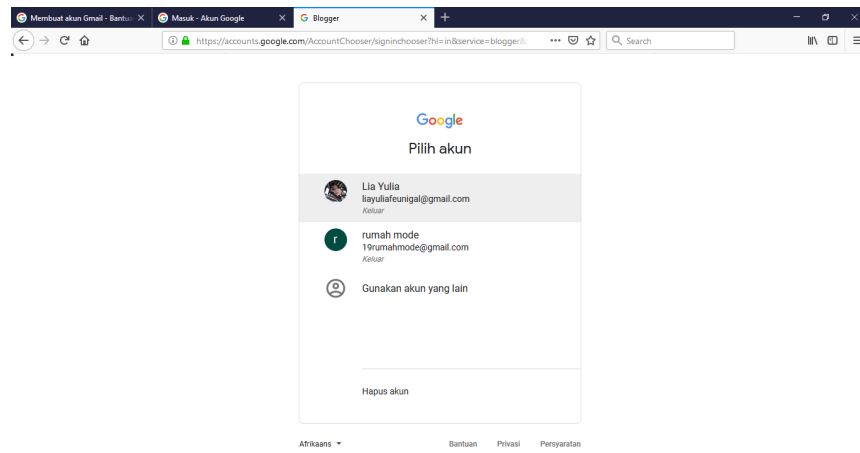 Membuat akun Gmail - Bantua
Masuk - Akun Google
Blogger
https://accounts.google.com/AccountChooser/signinchooser?hl=in&service=blogger&
Search
Google
Pilih akun
Lia Yulia
liayuliafeunigal@gmail.com
Keluar
r
rumah mode
19rumahmode@gmail.com
Keluar
Gunakan akun yang lain
Hapus akun
Afrikaans
Bantuan Privasi Persyaratan